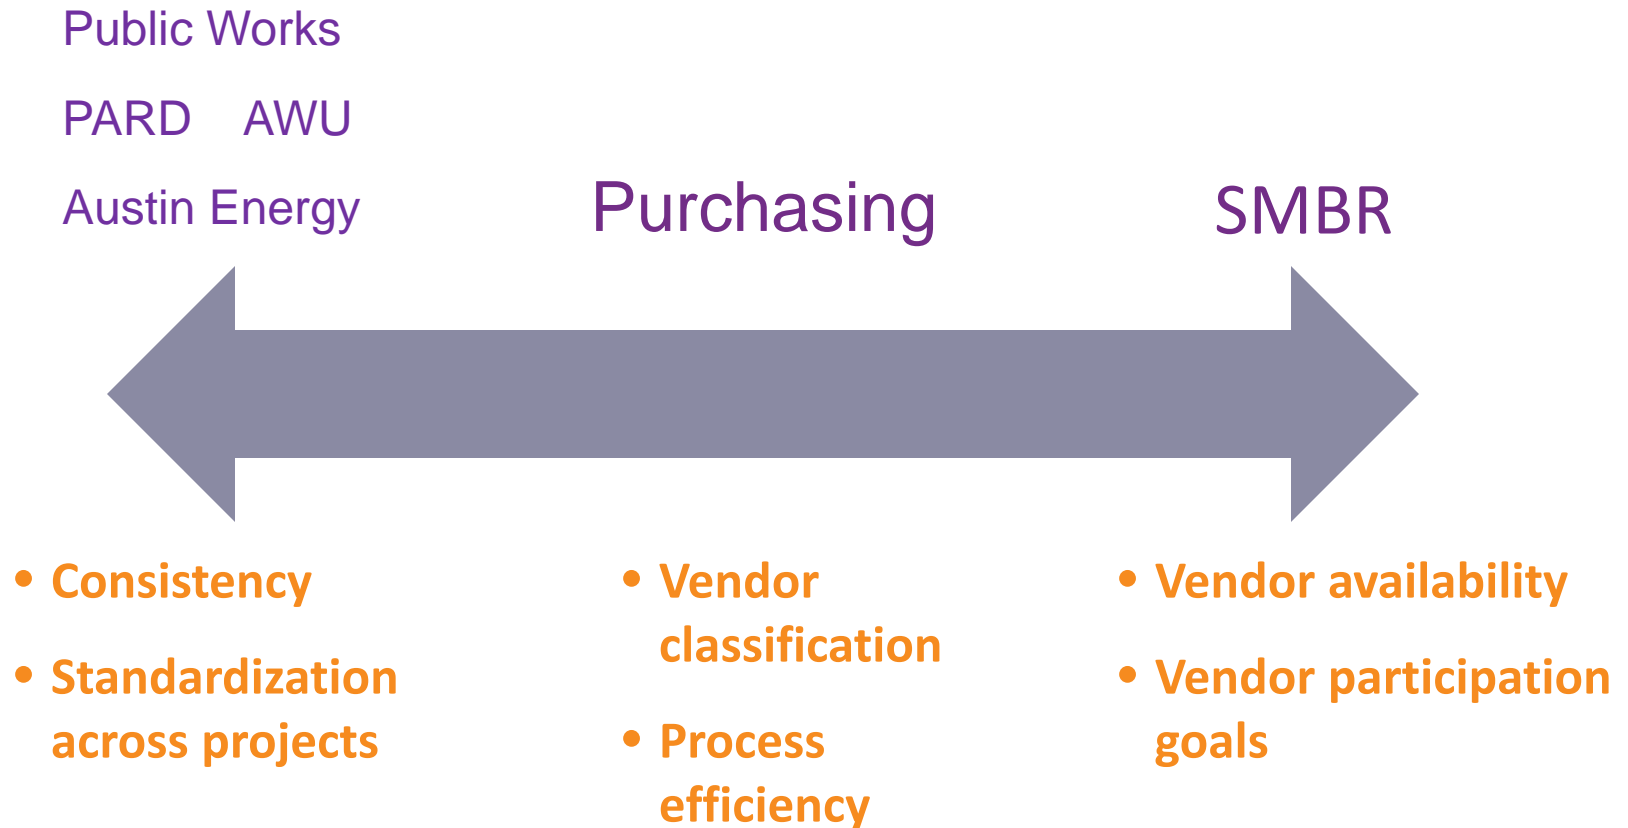 Public Works
PARD AWU
Austin Energy
Purchasing
SMBR
• Consistency
• Standardization
across projects
• Vendor
classification
• Process
efficiency
• Vendor availability
• Vendor participation
goals